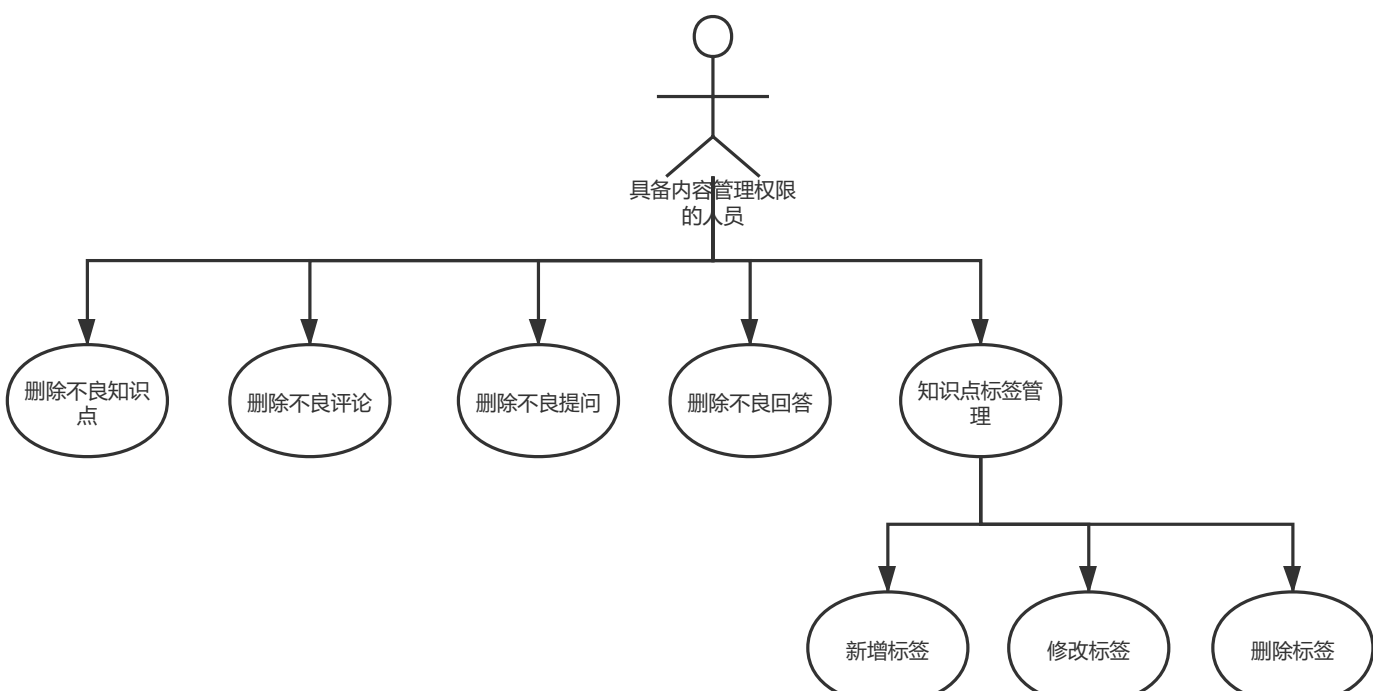 具备内容管理权限
的人员
删除不良知识
点
删除不良评论
删除不良提问
删除不良回答
知识点标签管
理
新增标签
修改标签
删除标签